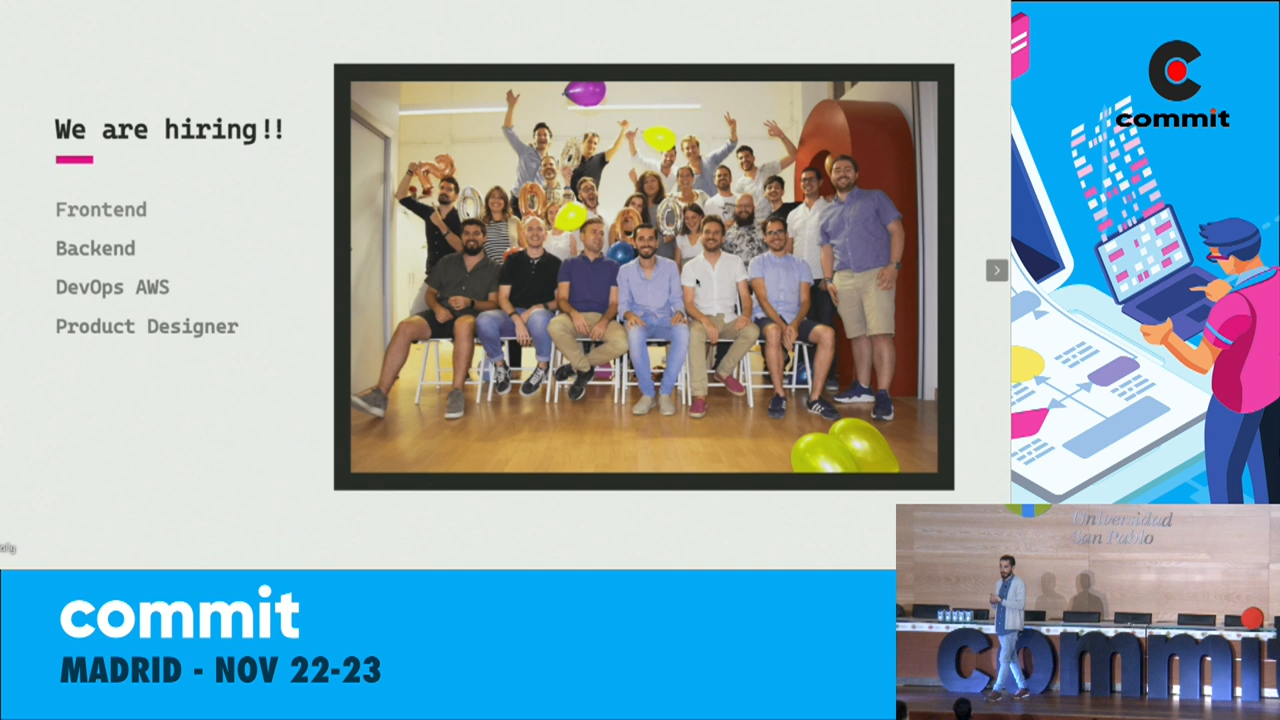 We are hiring!!
Frontend
Backend
DevOps AWS
Product Designer
commit
commit
MADRID - NOV 22-23
Universidad
San Pablo
commit